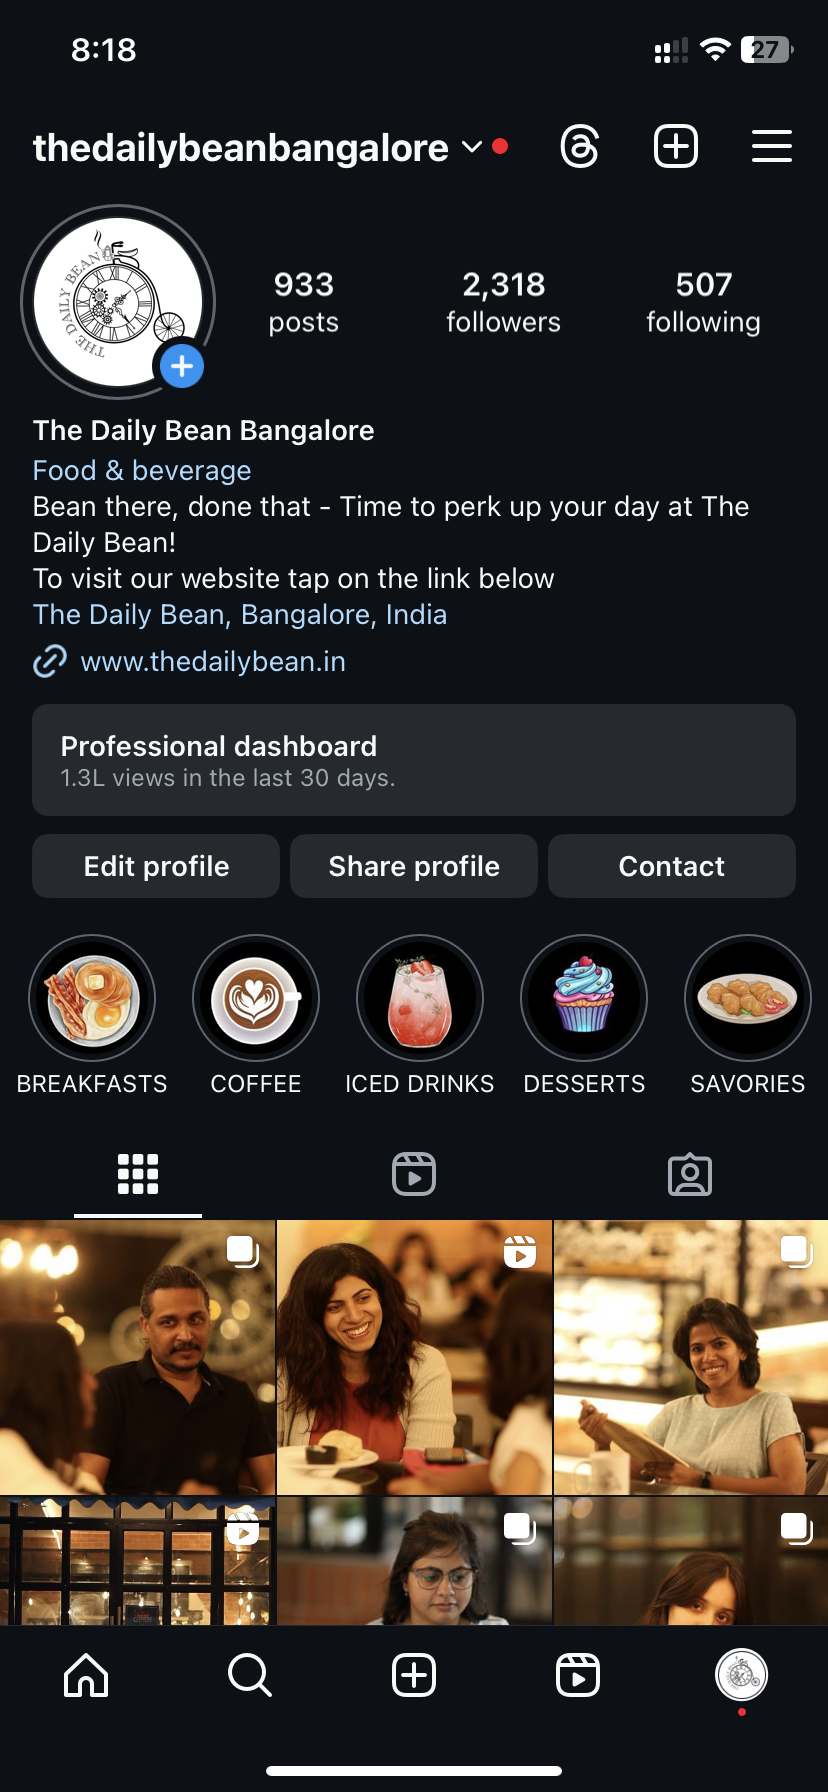 8:18
27
thedailybeanbangalore
THE DAILY BEAN
933
posts
2,318
followers
507
following
The Daily Bean Bangalore
Food & beverage
Bean there, done that - Time to perk up your day at The
Daily Bean!
To visit our website tap on the link below
The Daily Bean, Bangalore, India
www.thedailybean.in
Professional dashboard
1.3L views in the last 30 days.
Edit profile
Share profile
Contact
BREAKFASTS
COFFEE
ICED DRINKS
DESSERTS
SAVORIES